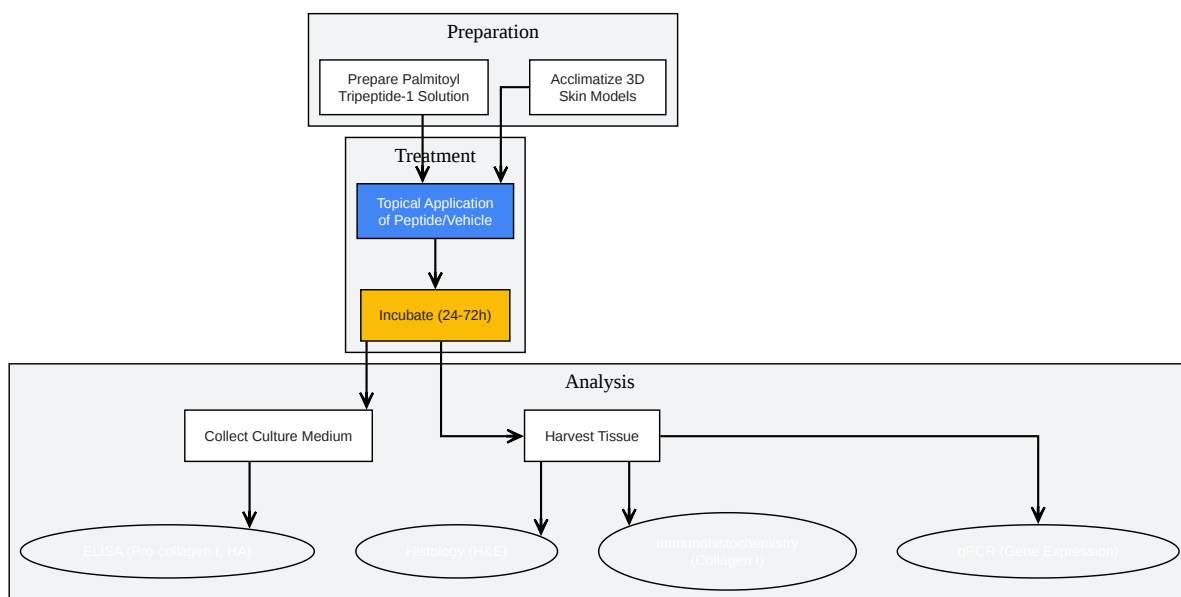 Preparation
Prepare Palmitoyl
Tripeptide-1 Solution
Acclimatize 3D
Skin Models
Treatment
Topical Application
of Peptide/Vehicle
Incubate (24-72h)
Analysis
Collect Culture Medium
Harvest Tissue
ELISA (Pro-collagen I, HA)
Histology (H&E)
Immunohistochemistry
(Collagen I)
qPCR (Gene Expression)